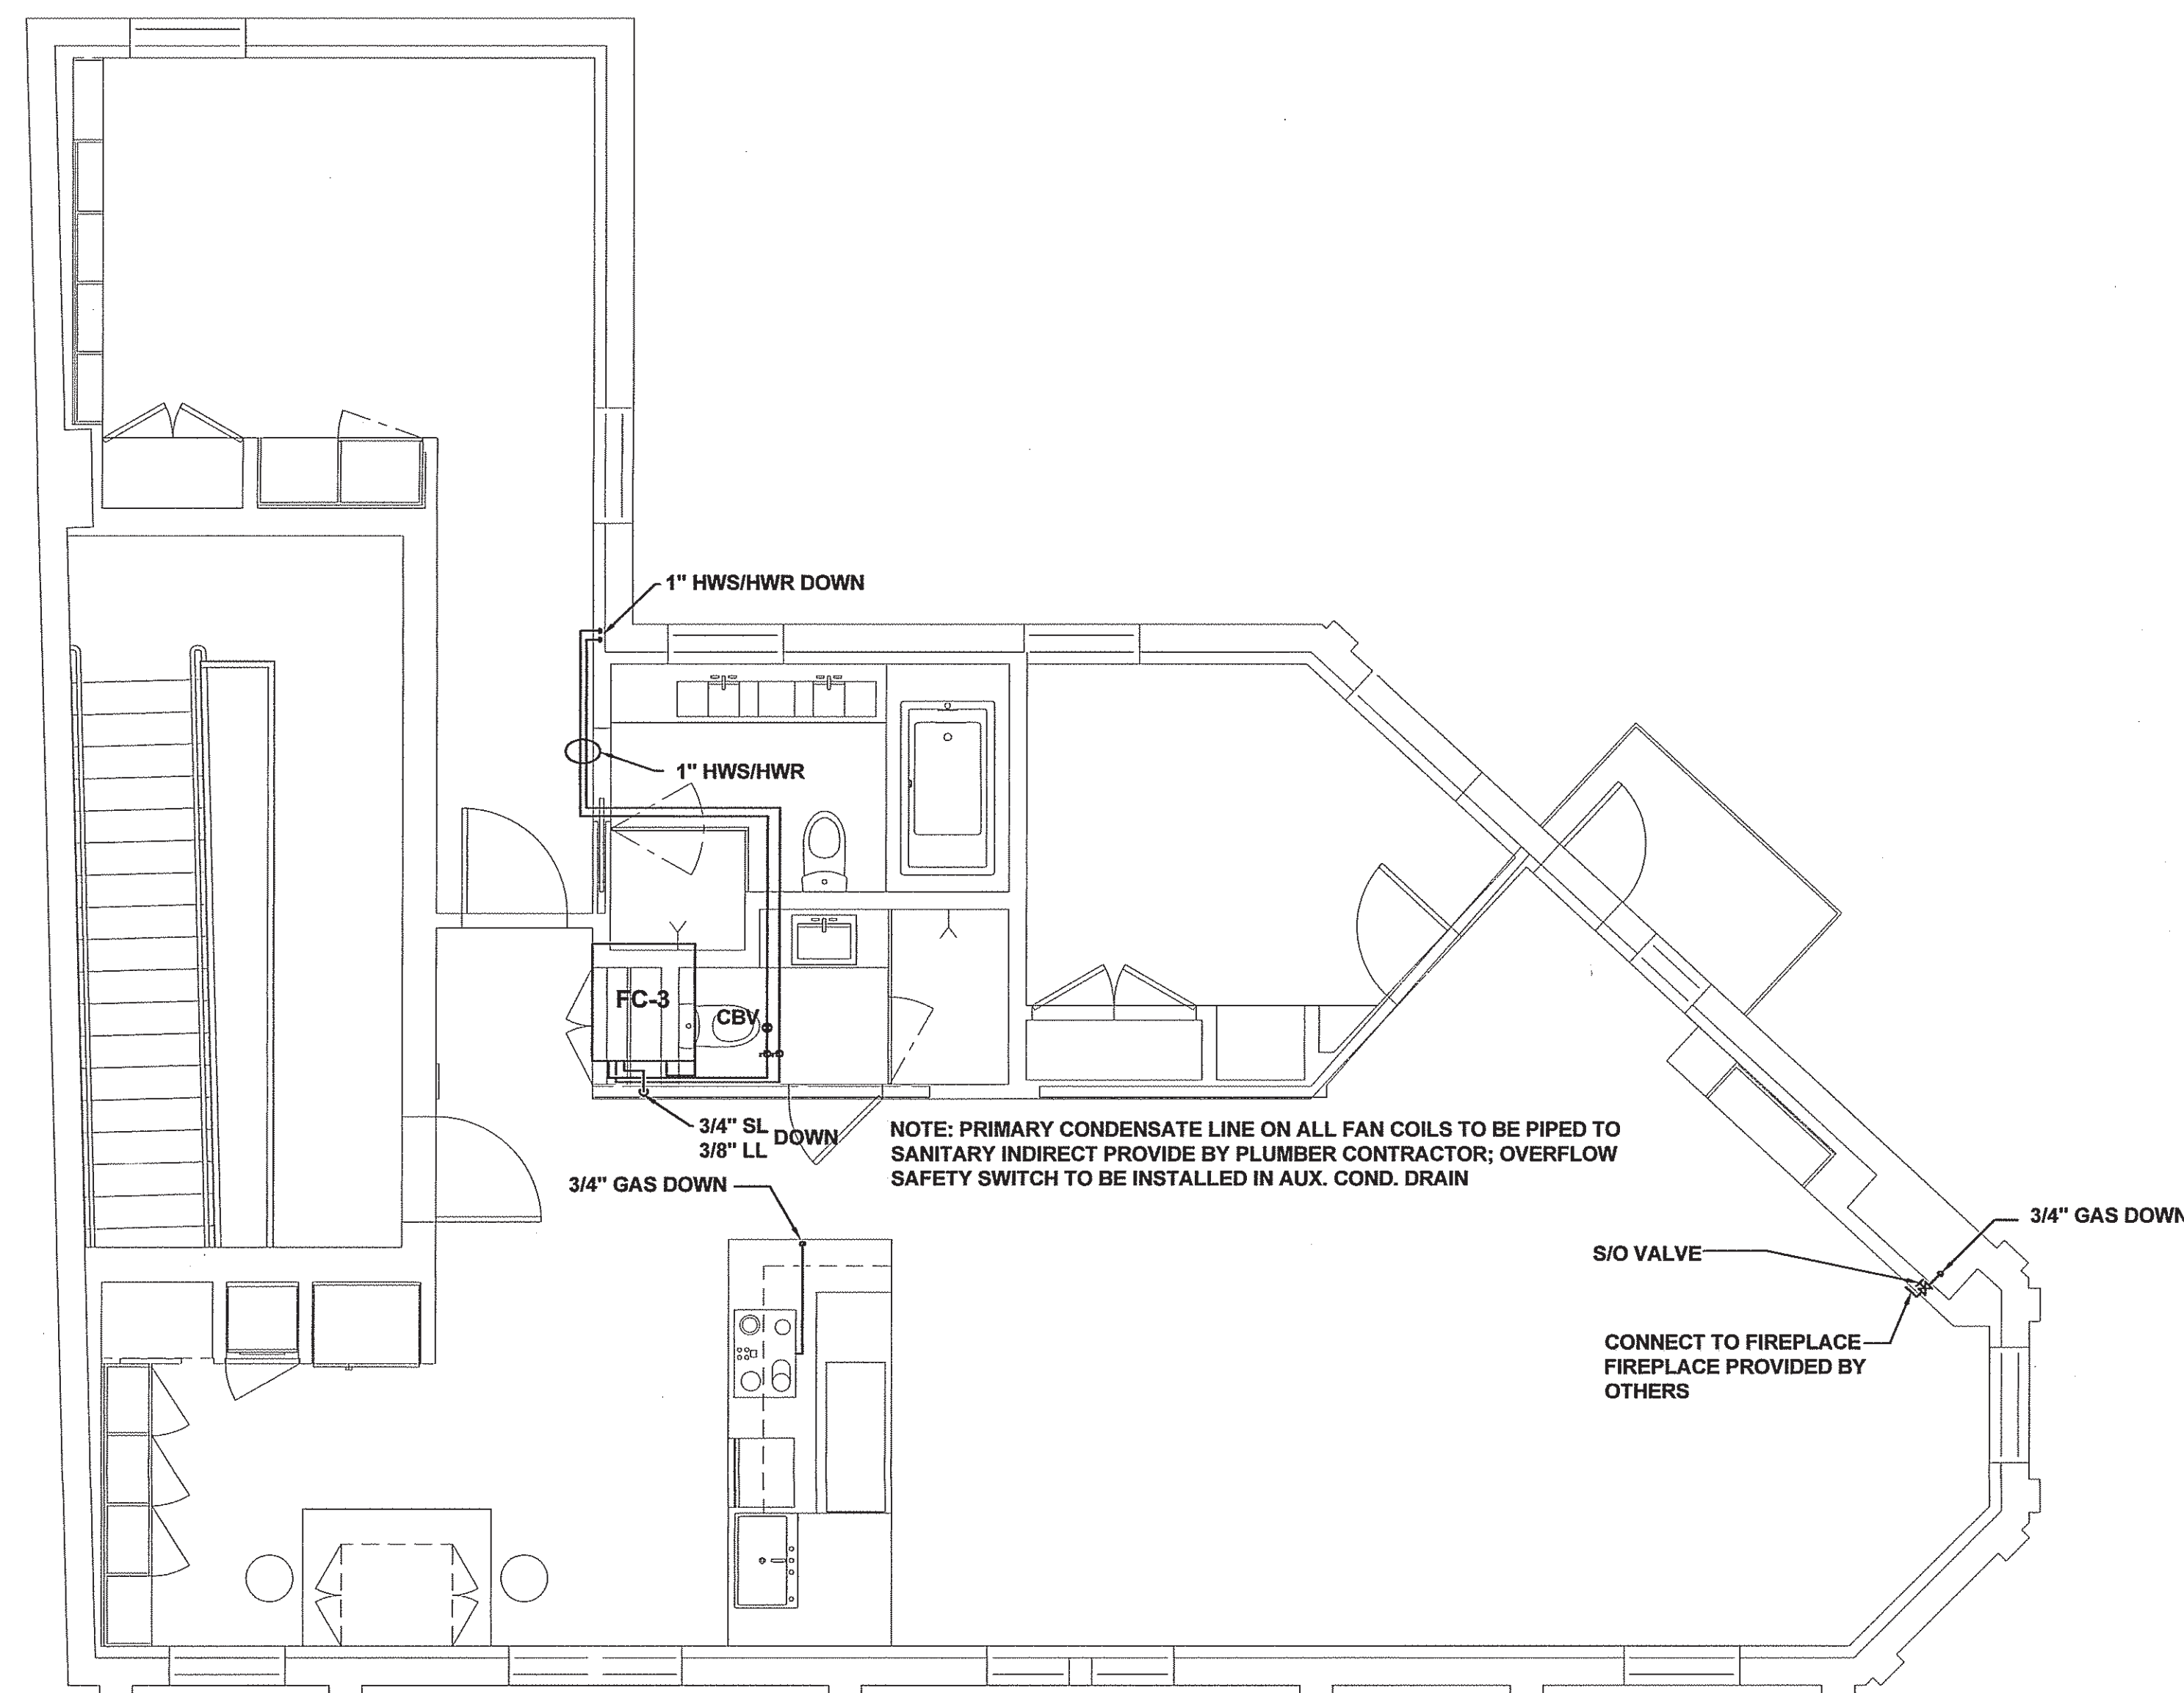 1" HWS/HWR DOWN
1" HWS/HWR
FC-3
CBV
3/4" SL
3/8" LL
DOWN
NOTE: PRIMARY CONDENSATE LINE ON ALL FAN COILS TO BE PIPED TO
SANITARY INDIRECT PROVIDE BY PLUMBER CONTRACTOR; OVERFLOW
SAFETY SWITCH TO BE INSTALLED IN AUX. COND. DRAIN
3/4" GAS DOWN
3/4" GAS DOWN
S/O VALVE
CONNECT TO FIREPLACE
FIREPLACE PROVIDED BY
OTHERS